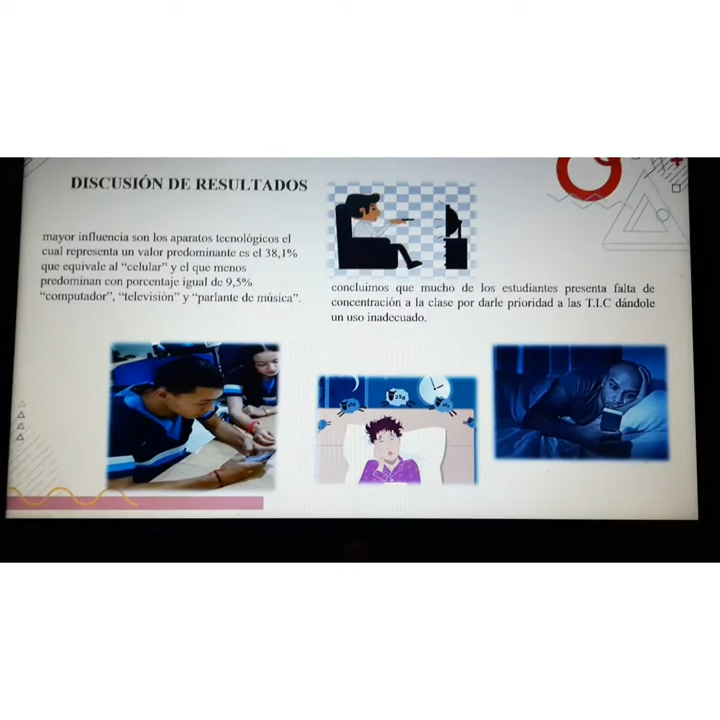 DISCUSIÓN DE RESULTADOS
mayor influencia son los aparatos tecnológicos el
cual representa un valor predominante es el 38,1%
que equivale al “celular” y el que menos
predominan con porcentaje igual de 9,5%
“computador”, “televisión” y “parlante de música”.
concluimos que mucho de los estudiantes presenta falta de
concentración a la clase por darle prioridad a las T.I.C dándole
un uso inadecuado.